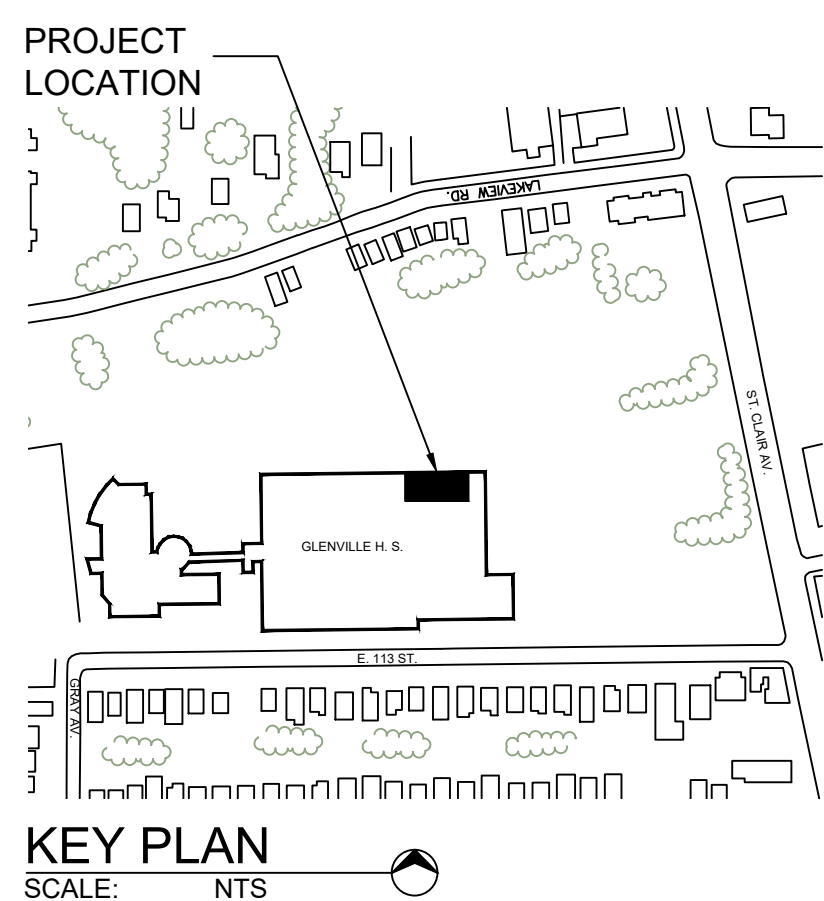 PROJECT
LOCATION
LAKEVIEW RD.
ST. CLAIR AV.
GLENVILLE H. S.
E. 113 ST.
GRAY AV.
KEY PLAN
SCALE: NTS